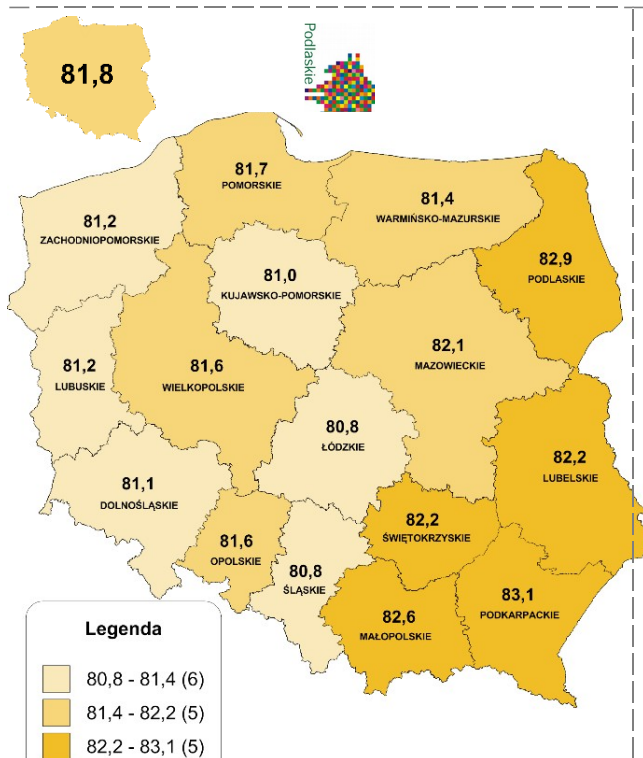 81,8
Podlaskie
81,7
POMORSKIE
81,4
WARMIŃSKO-MAZURSKIE
81,2
ZACHODNIOPOMORSKIE
82,9
PODLASKIE
81,0
KUJAWSKO-POMORSKIE
82,1
MAZOWIECKIE
81,2
LUBUSKIE
81,6
WIELKOPOLSKIE
80,8
ŁÓDZKIE
82,2
LUBELSKIE
81,1
DOLNOŚLĄSKIE
82,2
ŚWIĘTOKRZYSKIE
81,6
OPOLSKIE
80,8
ŚLĄSKIE
83,1
PODKARPACKIE
82,6
MAŁOPOLSKIE
Legenda
80,8 - 81,4 (6)
81,4 - 82,2 (5)
82,2 - 83,1 (5)